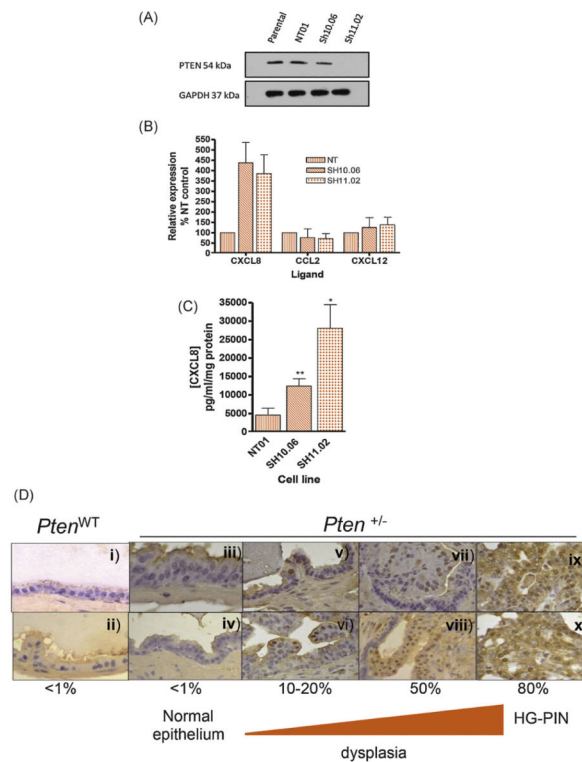 (A)
Parental
NT01
Sh10.06
Sh11.02
PTEN 54 kDa
GAPDH 37 kDa
(B)
Relative expression
% NT control
550
500
450
400
350
300
250
200
150
100
50
0
NT
SH10.06
SH11.02
CXCL8 CCL2 CXCL12
Ligand
(C)
[CXCL8]
pg/ml/mg protein
35000
30000
25000
20000
15000
10000
5000
0
**
*
NT01
SH10.06
SH11.02
Cell line
(D)
Pten WT Pten +/-
i) iii) v) vii) ix
ii) iv) vi) viii) x
<1% <1% 10-20% 50% 80%
Normal
epithelium
HG-PIN
dysplasia